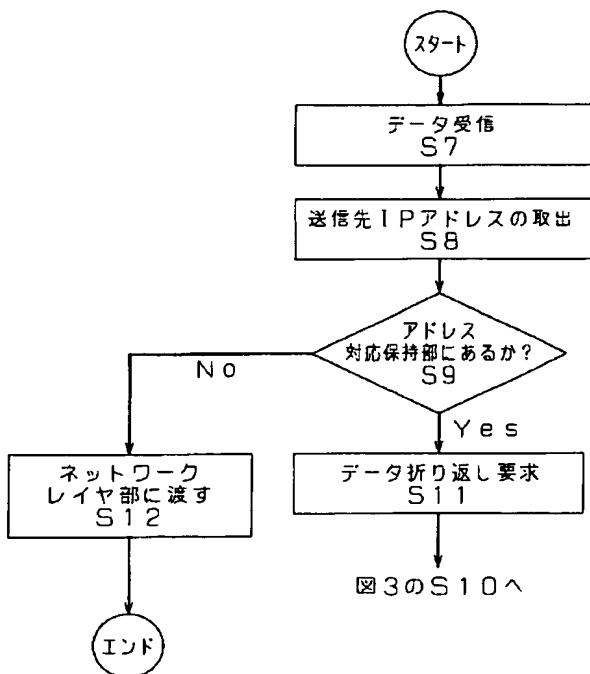 スタート
データ受信
S7
送信先IPアドレスの取出
S8
アドレス
対応保持部にあるか?
S9
No
Yes
ネットワーク
レイヤ部に渡す
S12
データ折り返し要求
S11
図3のS10へ
エンド